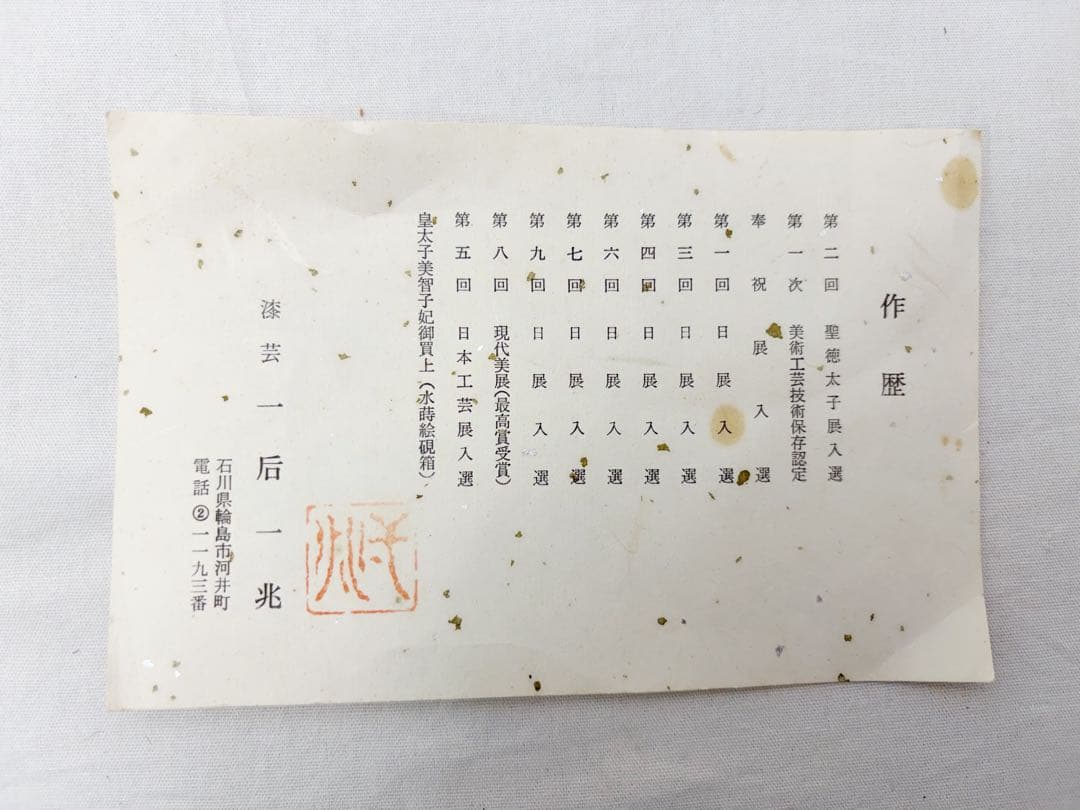 作歴
第二回 聖徳太子展入選
第一次 美術工芸技術保存認定
奉祝展入選
第一回 日展入選
第三回 日展入選
第四回 日展入選
第六回 日展入選
第七回 日展入選
第九回 日展入選
第八回 現代美展(最高賞受賞)
第五回 日本工芸展入選
皇太子美智子妃御買上(水蒔絵硯箱)
漆芸 一后一兆
石川県輪島市河井町
電話②一一九三番